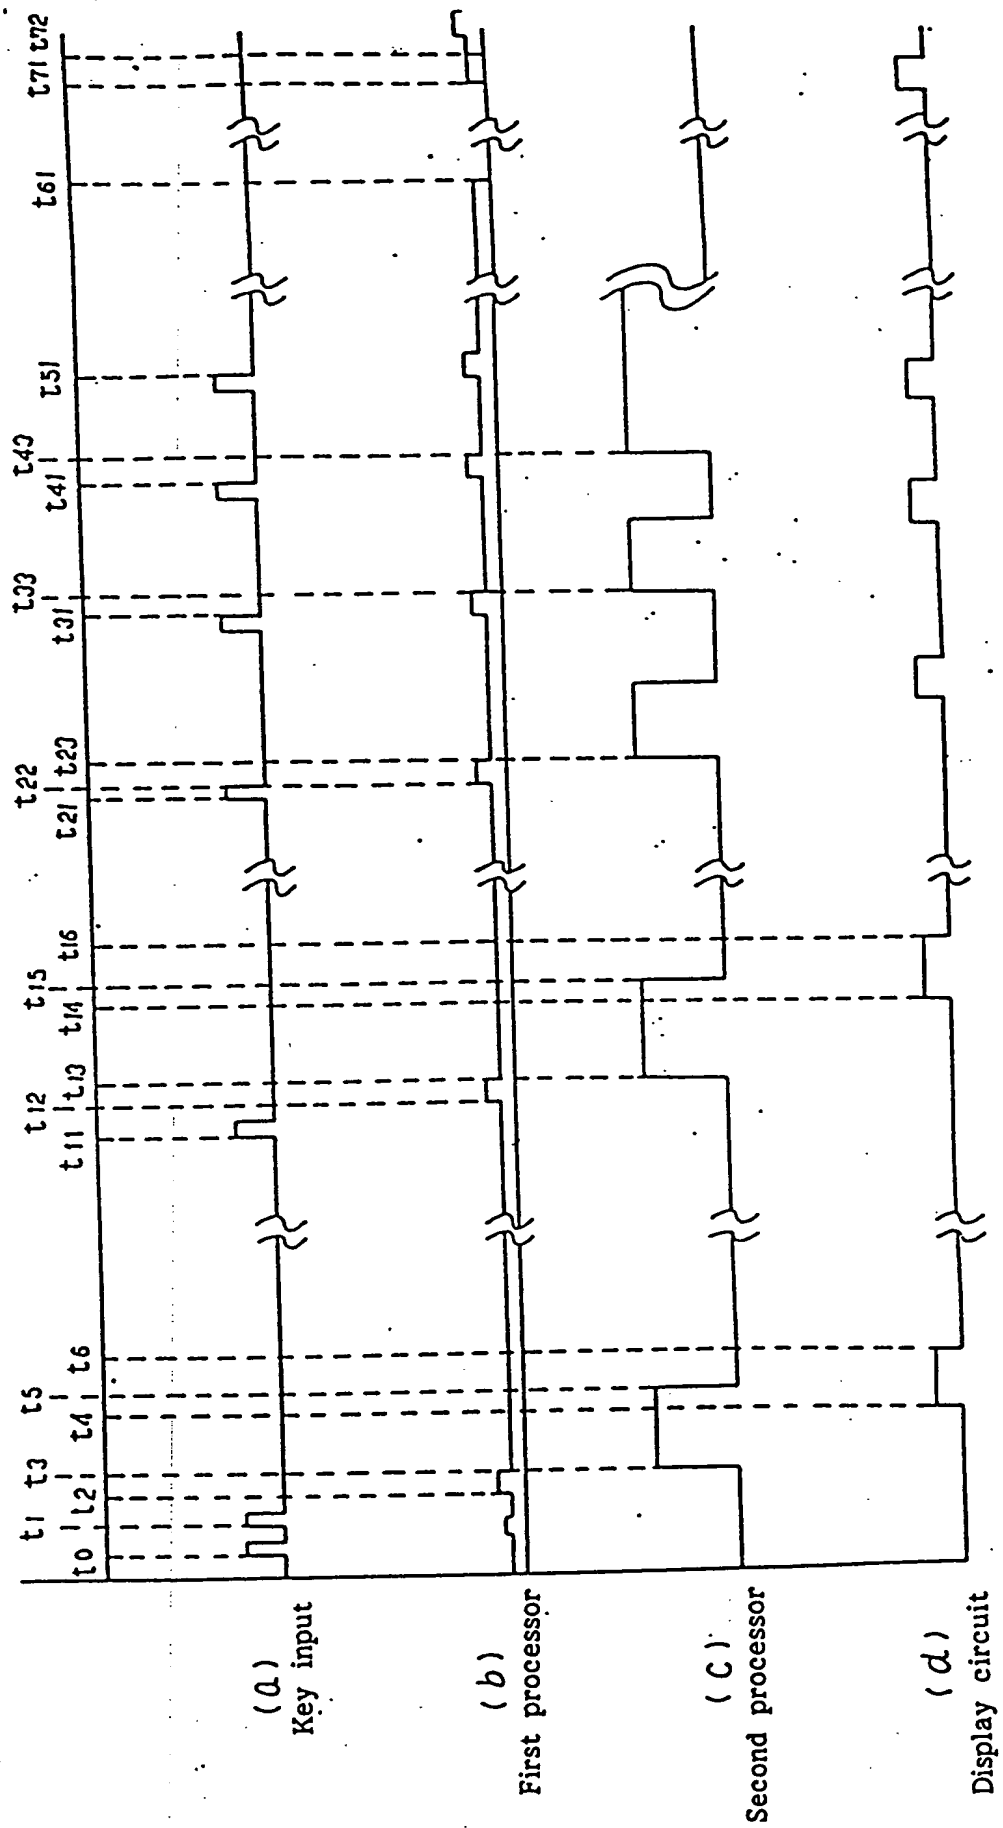 t0 t1 t2 t3 t4 t5 t6 t11 t12 t13 t14 t15 t16 t21 t22 t23 t31 t33 t41 t43 t51 t61 t71 t72
(a)
Key input
(b)
First processor
(c)
Second processor
(d)
Display circuit